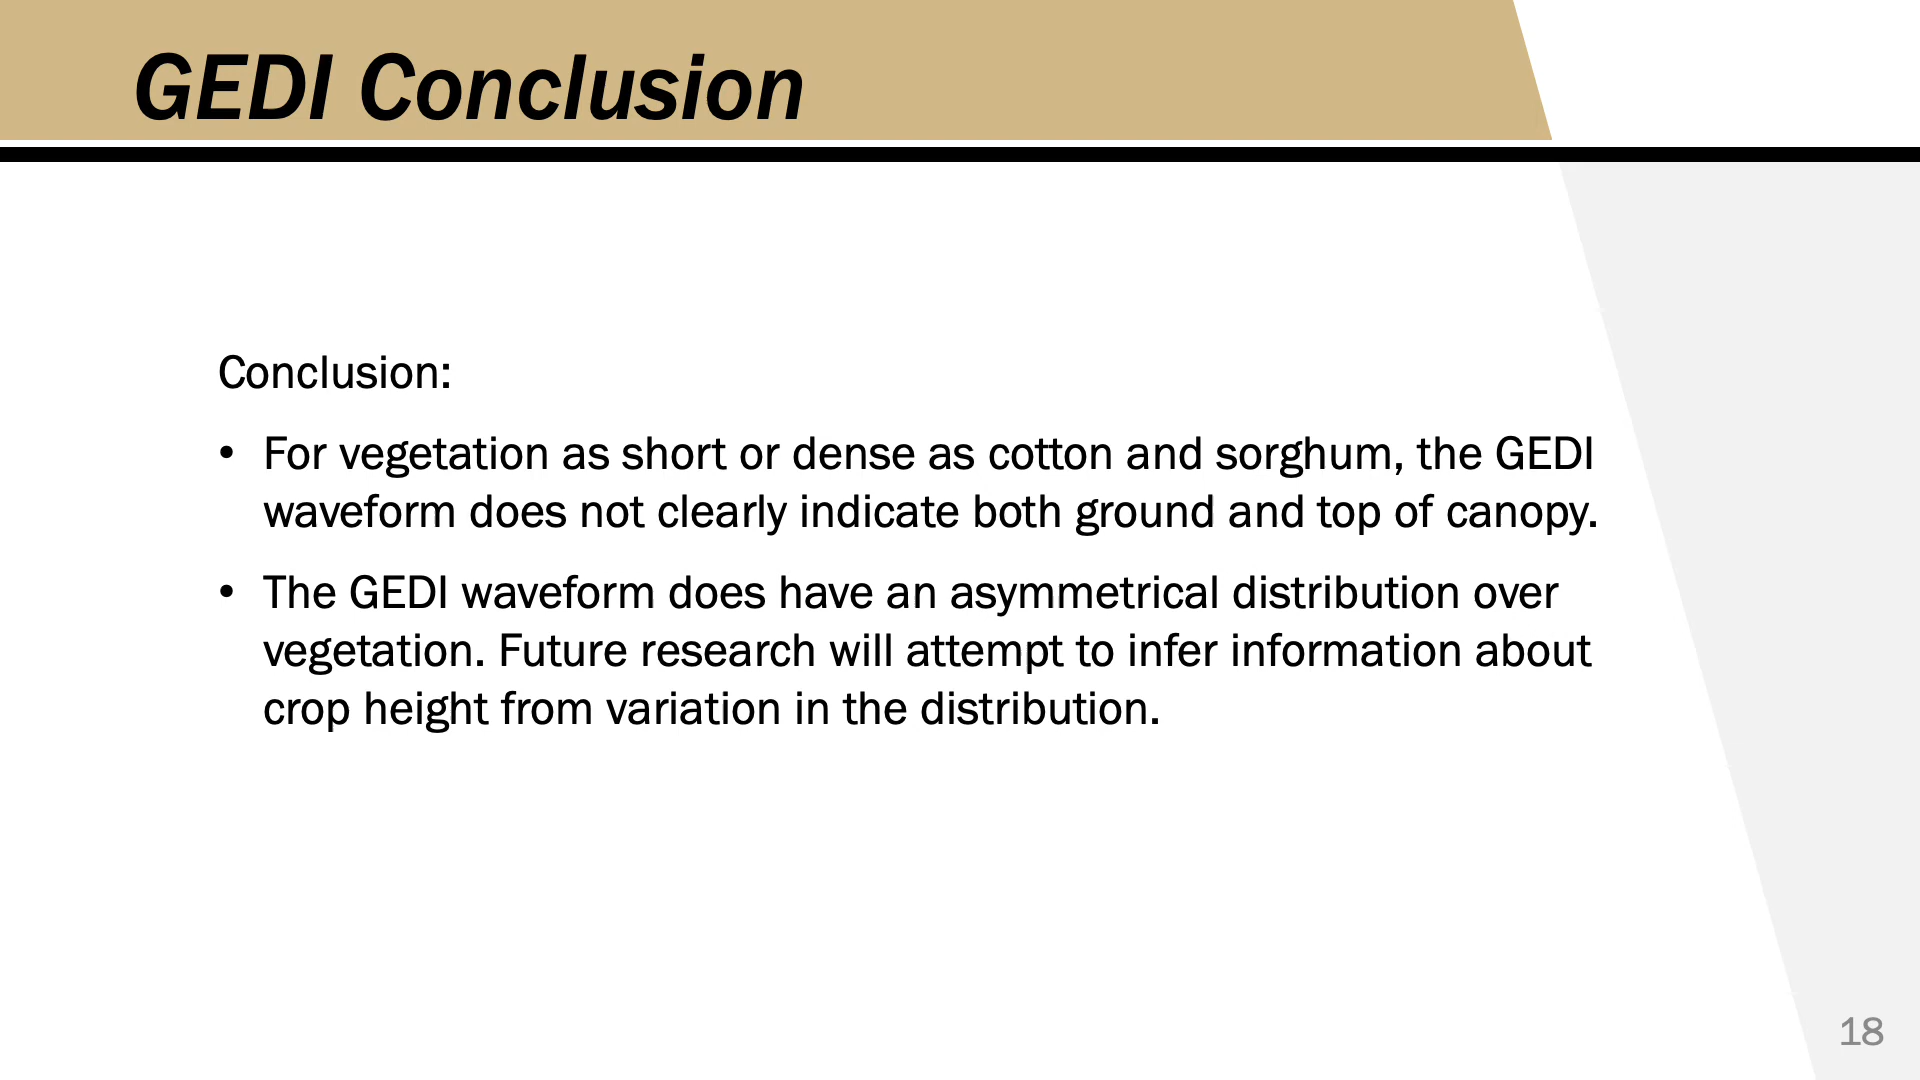 GEDI Conclusion
Conclusion:
• For vegetation as short or dense as cotton and sorghum, the GEDI
waveform does not clearly indicate both ground and top of canopy.
• The GEDI waveform does have an asymmetrical distribution over
vegetation. Future research will attempt to infer information about
crop height from variation in the distribution.
18